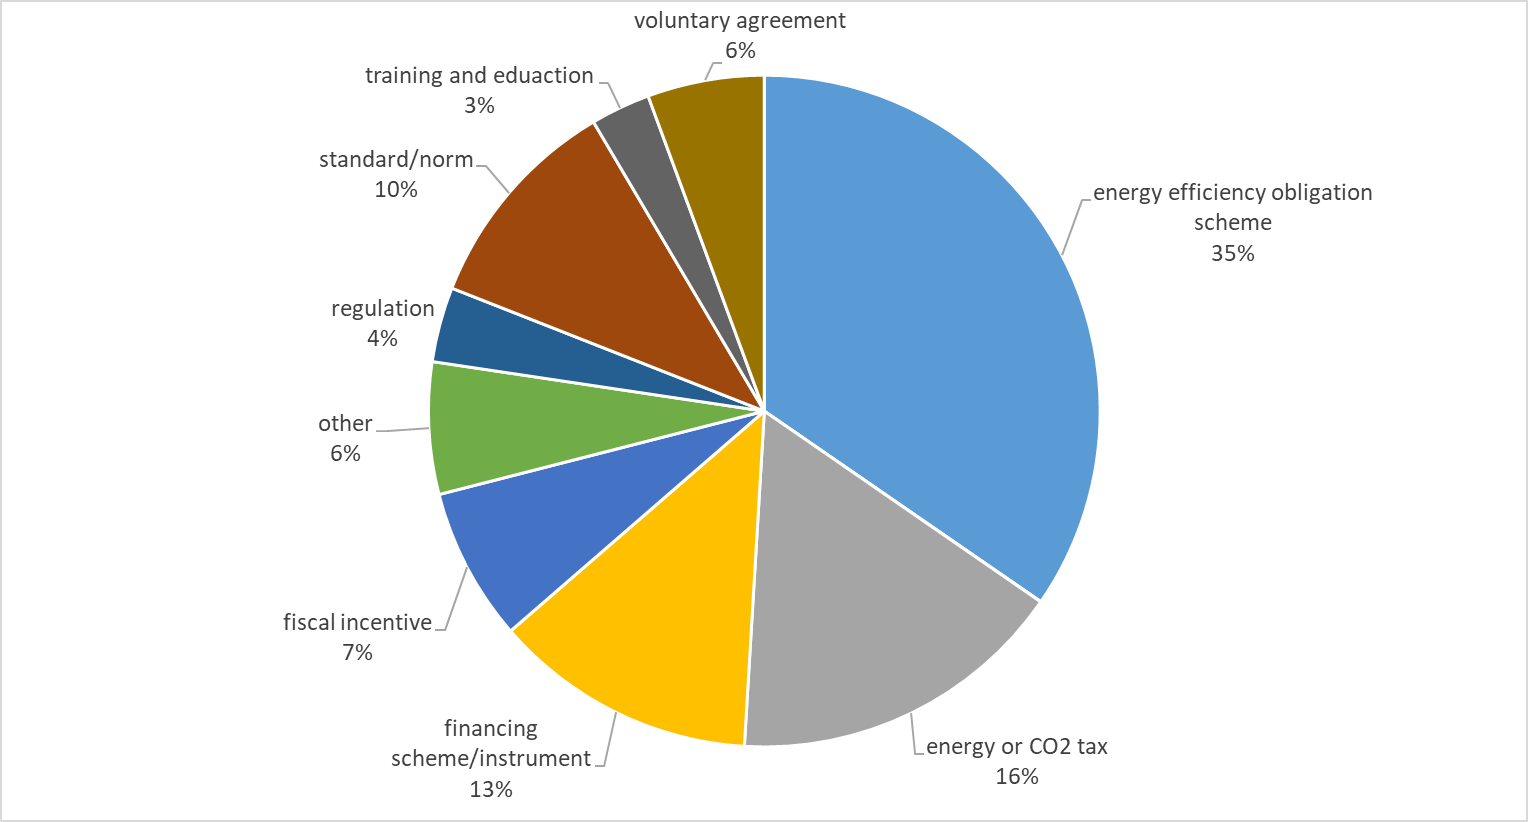 voluntary agreement
6%
training and eduaction
3%
standard/norm
10%
regulation
4%
other
6%
fiscal incentive
7%
financing
scheme/instrument
13%
energy or CO2 tax
16%
energy efficiency obligation
scheme
35%